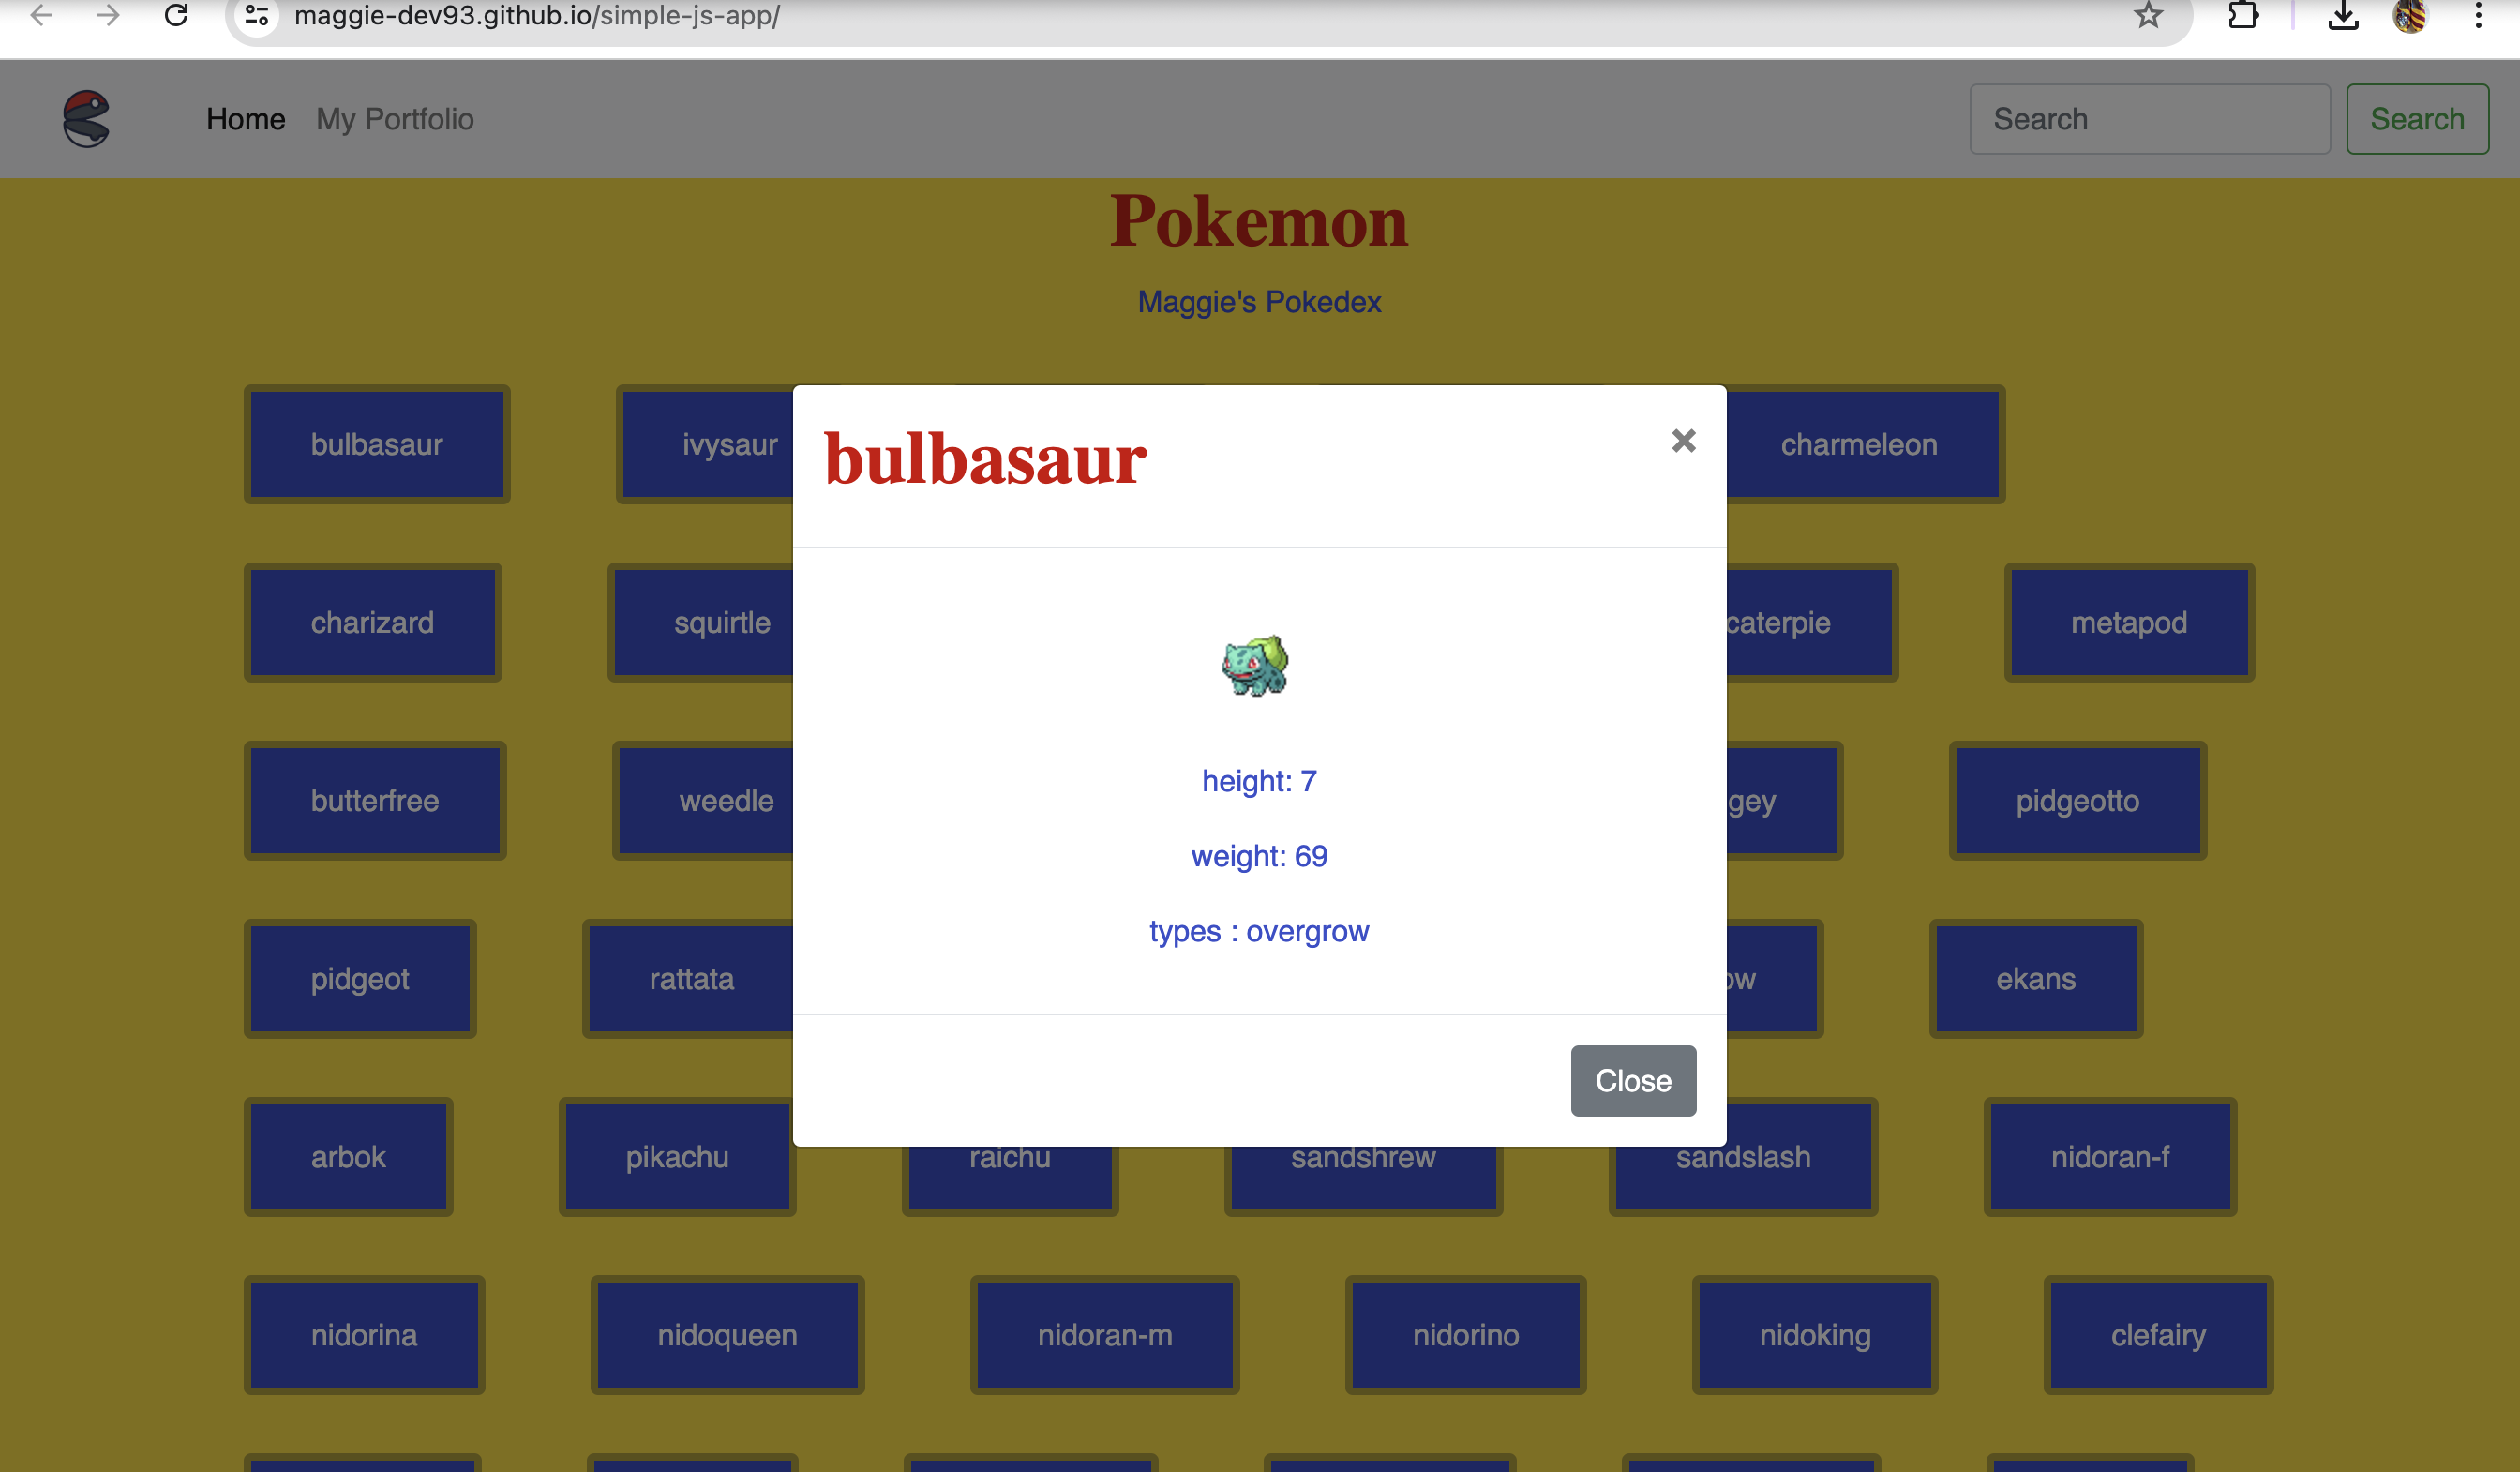 maggie-dev93.github.io/simple-js-app/
Home My Portfolio Search Search
Pokemon
Maggie's Pokedex
bulbasaur ivysaur charmeleon
bulbasaur ×
charizard squirtle caterpie metapod
height: 7
butterfree weedle gey pidgeotto
weight: 69
types : overgrow
pidgeot rattata ow ekans
Close
arbok pikachu raichu sandshrew sandslash nidoran-f
nidorina nidoqueen nidoran-m nidorino nidoking clefairy